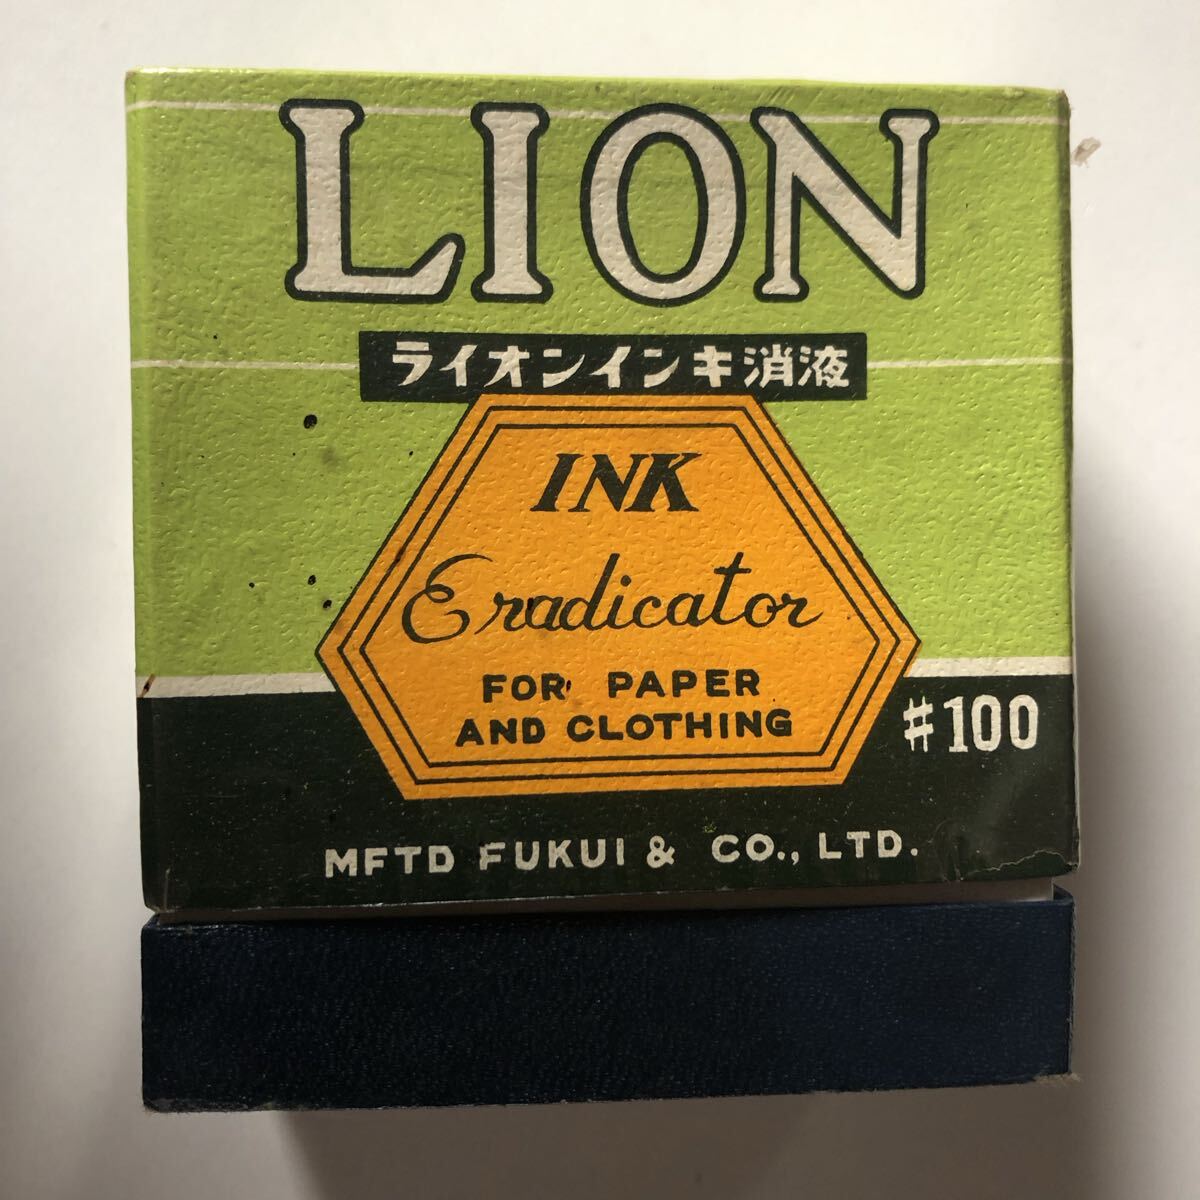 LION
ライオンインキ消液
INK
Eradicator
FOR PAPER
AND CLOTHING
#100
MFTD FUKUI & CO., LTD.